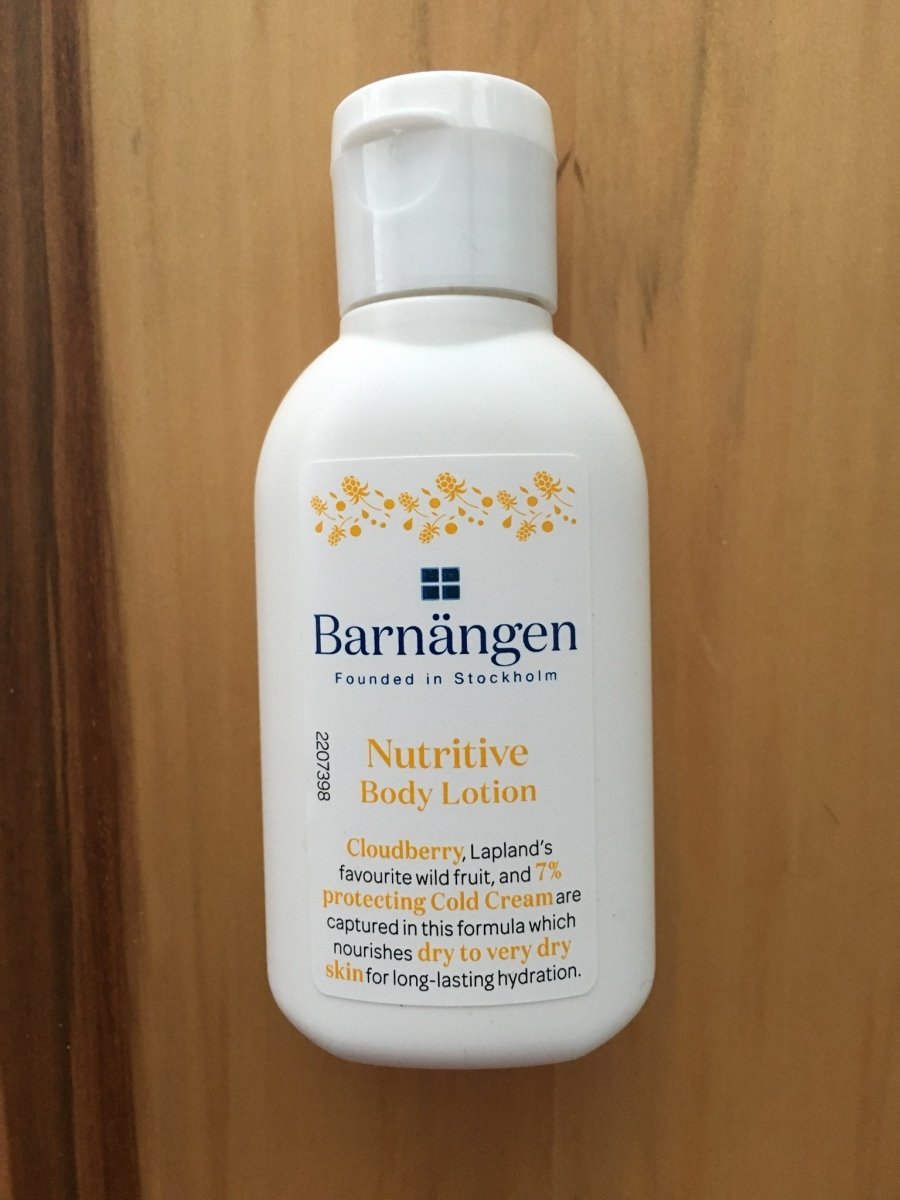 Barnängen
Founded in Stockholm
2207398
Nutritive
Body Lotion
Cloudberry, Lapland's
favourite wild fruit, and 7%
protecting Cold Cream are
captured in this formula which
nourishes dry to very dry
skin for long-lasting hydration.